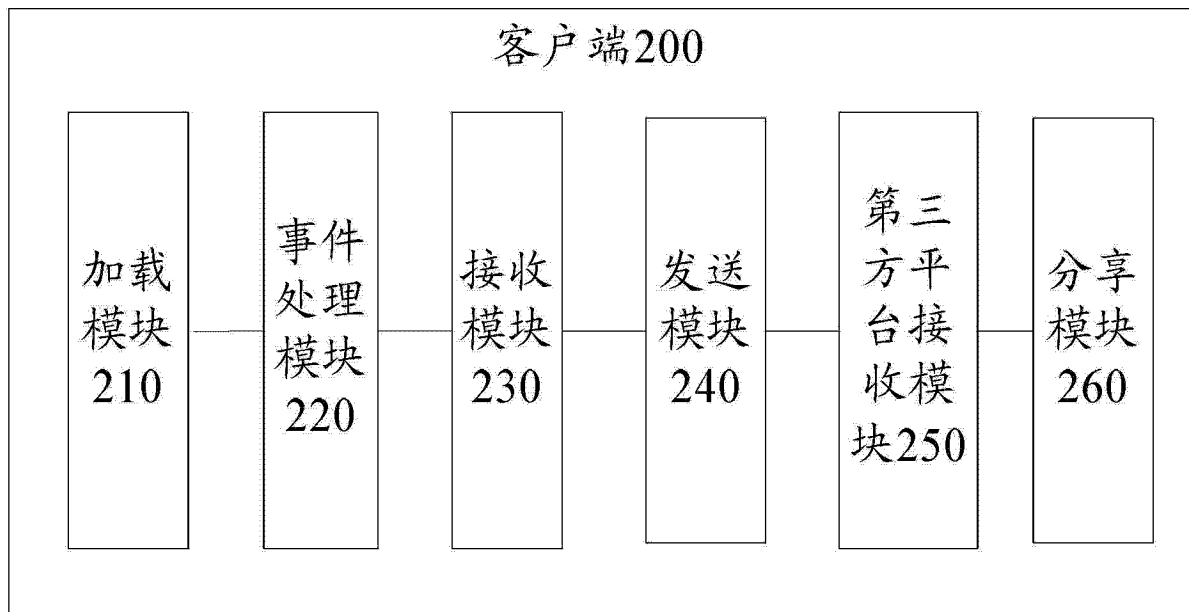 客户端200
加载
模块
210
事件
处理
模块
220
接收
模块
230
发送
模块
240
第三
方平
台接
收模
块250
分享
模块
260